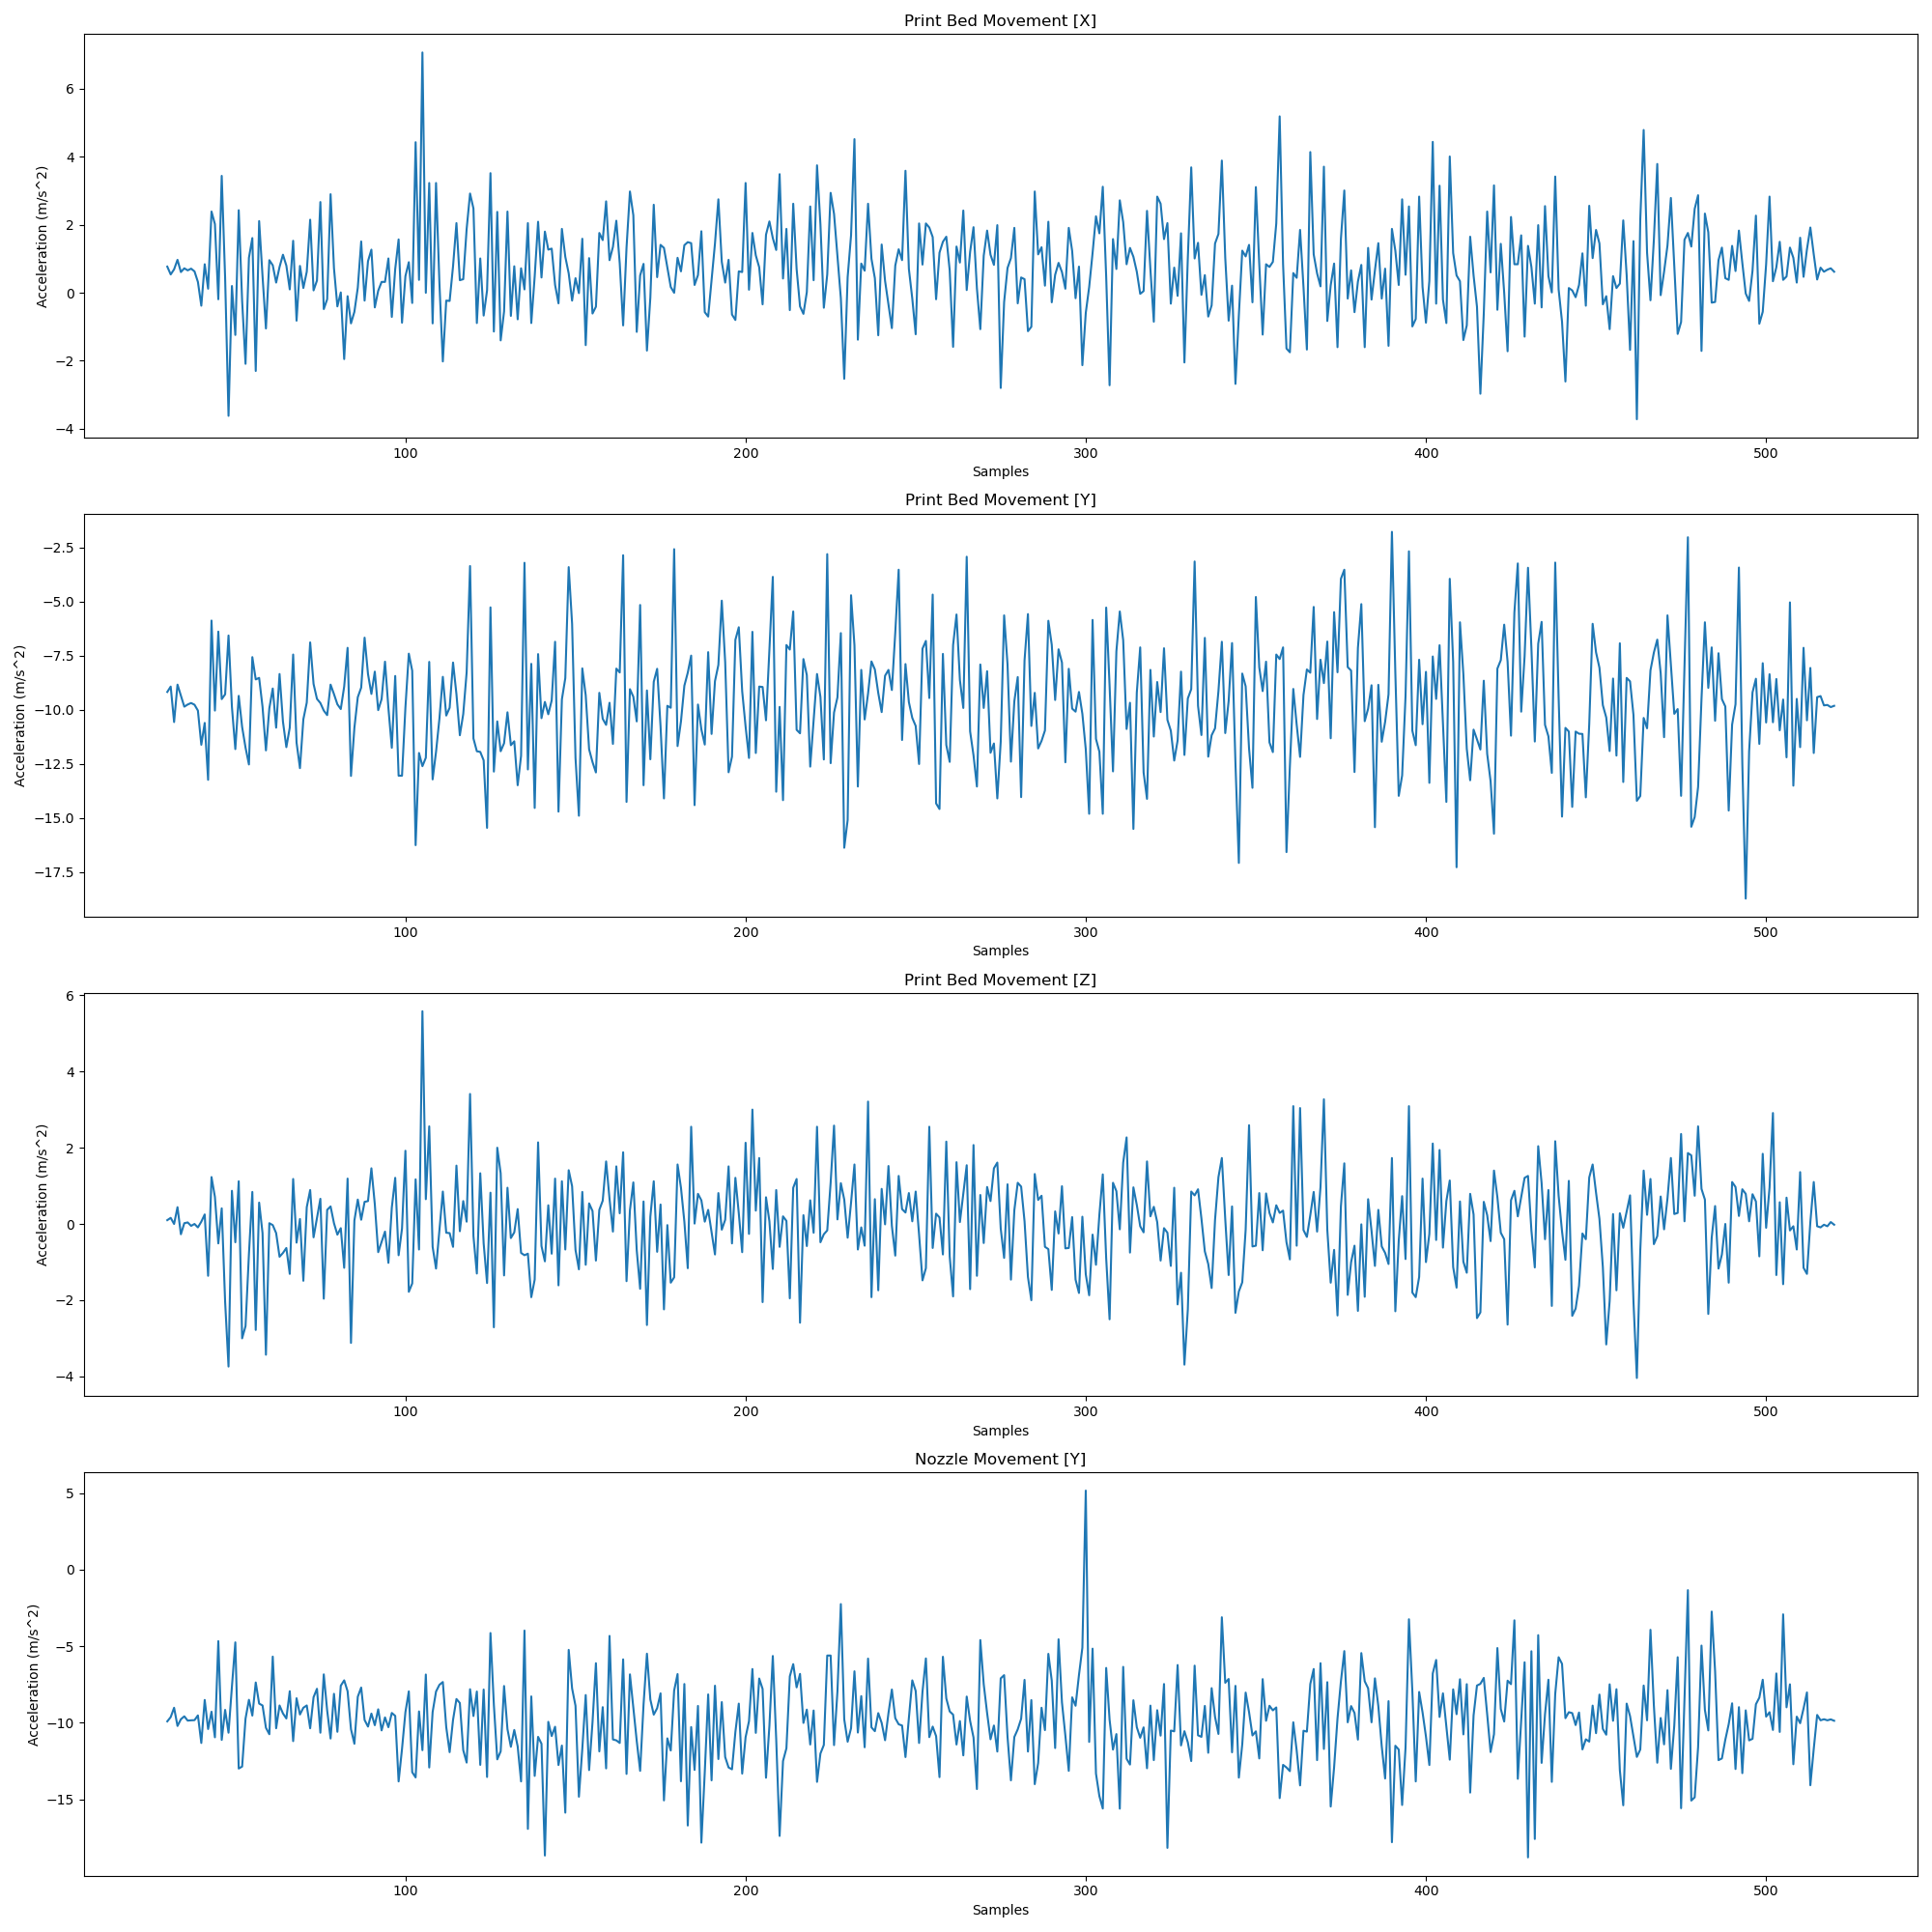 Print Bed Movement [X]
Acceleration (m/s^2)
6
4
2
0
−2
−4
100 200 300 400 500
Samples
Print Bed Movement [Y]
Acceleration (m/s^2)
−2.5
−5.0
−7.5
−10.0
−12.5
−15.0
−17.5
100 200 300 400 500
Samples
Print Bed Movement [Z]
Acceleration (m/s^2)
6
4
2
0
−2
−4
100 200 300 400 500
Samples
Nozzle Movement [Y]
Acceleration (m/s^2)
5
0
−5
−10
−15
100 200 300 400 500
Samples